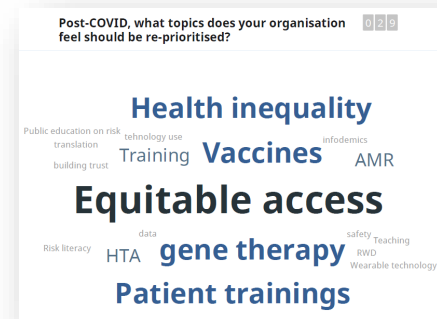 Post-COVID, what topics does your organisation
feel should be re-prioritised?
0 2 9
Health inequality
Public education on risk
tehnology use
infodemics
translation
Training
Vaccines
AMR
building trust
Equitable access
data
safety
Teaching
Risk literacy
HTA
gene therapy
RWD
Wearable technology
Patient trainings